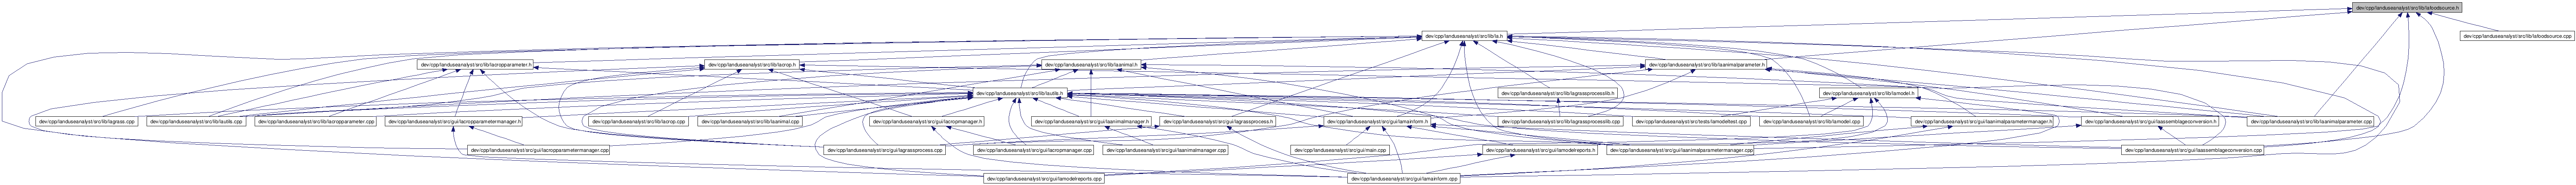 dev/cpp/landuseanalyst/src/lib/lafoodsource.h
dev/cpp/landuseanalyst/src/lib/la.h
dev/cpp/landuseanalyst/src/lib/lafoodsource.cpp
dev/cpp/landuseanalyst/src/lib/lacropparameter.h
dev/cpp/landuseanalyst/src/lib/lacrop.h
dev/cpp/landuseanalyst/src/lib/laanimal.h
dev/cpp/landuseanalyst/src/lib/laanimalparameter.h
dev/cpp/landuseanalyst/src/lib/lautils.h
dev/cpp/landuseanalyst/src/lib/lagrassprocesslib.h
dev/cpp/landuseanalyst/src/lib/lamodel.h
dev/cpp/landuseanalyst/src/lib/lagrass.cpp
dev/cpp/landuseanalyst/src/lib/lautils.cpp
dev/cpp/landuseanalyst/src/lib/lacropparameter.cpp
dev/cpp/landuseanalyst/src/gui/lacropparametermanager.h
dev/cpp/landuseanalyst/src/lib/lacrop.cpp
dev/cpp/landuseanalyst/src/lib/laanimal.cpp
dev/cpp/landuseanalyst/src/gui/lacropmanager.h
dev/cpp/landuseanalyst/src/gui/laanimalmanager.h
dev/cpp/landuseanalyst/src/gui/lagrassprocess.h
dev/cpp/landuseanalyst/src/gui/lamainform.h
dev/cpp/landuseanalyst/src/lib/lagrassprocesslib.cpp
dev/cpp/landuseanalyst/src/tests/lamodeltest.cpp
dev/cpp/landuseanalyst/src/lib/lamodel.cpp
dev/cpp/landuseanalyst/src/gui/laanimalparametermanager.h
dev/cpp/landuseanalyst/src/gui/laassemblageconversion.h
dev/cpp/landuseanalyst/src/lib/laanimalparameter.cpp
dev/cpp/landuseanalyst/src/gui/lacropparametermanager.cpp
dev/cpp/landuseanalyst/src/gui/lagrassprocess.cpp
dev/cpp/landuseanalyst/src/gui/lacropmanager.cpp
dev/cpp/landuseanalyst/src/gui/laanimalmanager.cpp
dev/cpp/landuseanalyst/src/gui/main.cpp
dev/cpp/landuseanalyst/src/gui/lamodelreports.h
dev/cpp/landuseanalyst/src/gui/laanimalparametermanager.cpp
dev/cpp/landuseanalyst/src/gui/laassemblageconversion.cpp
dev/cpp/landuseanalyst/src/gui/lamodelreports.cpp
dev/cpp/landuseanalyst/src/gui/lamainform.cpp